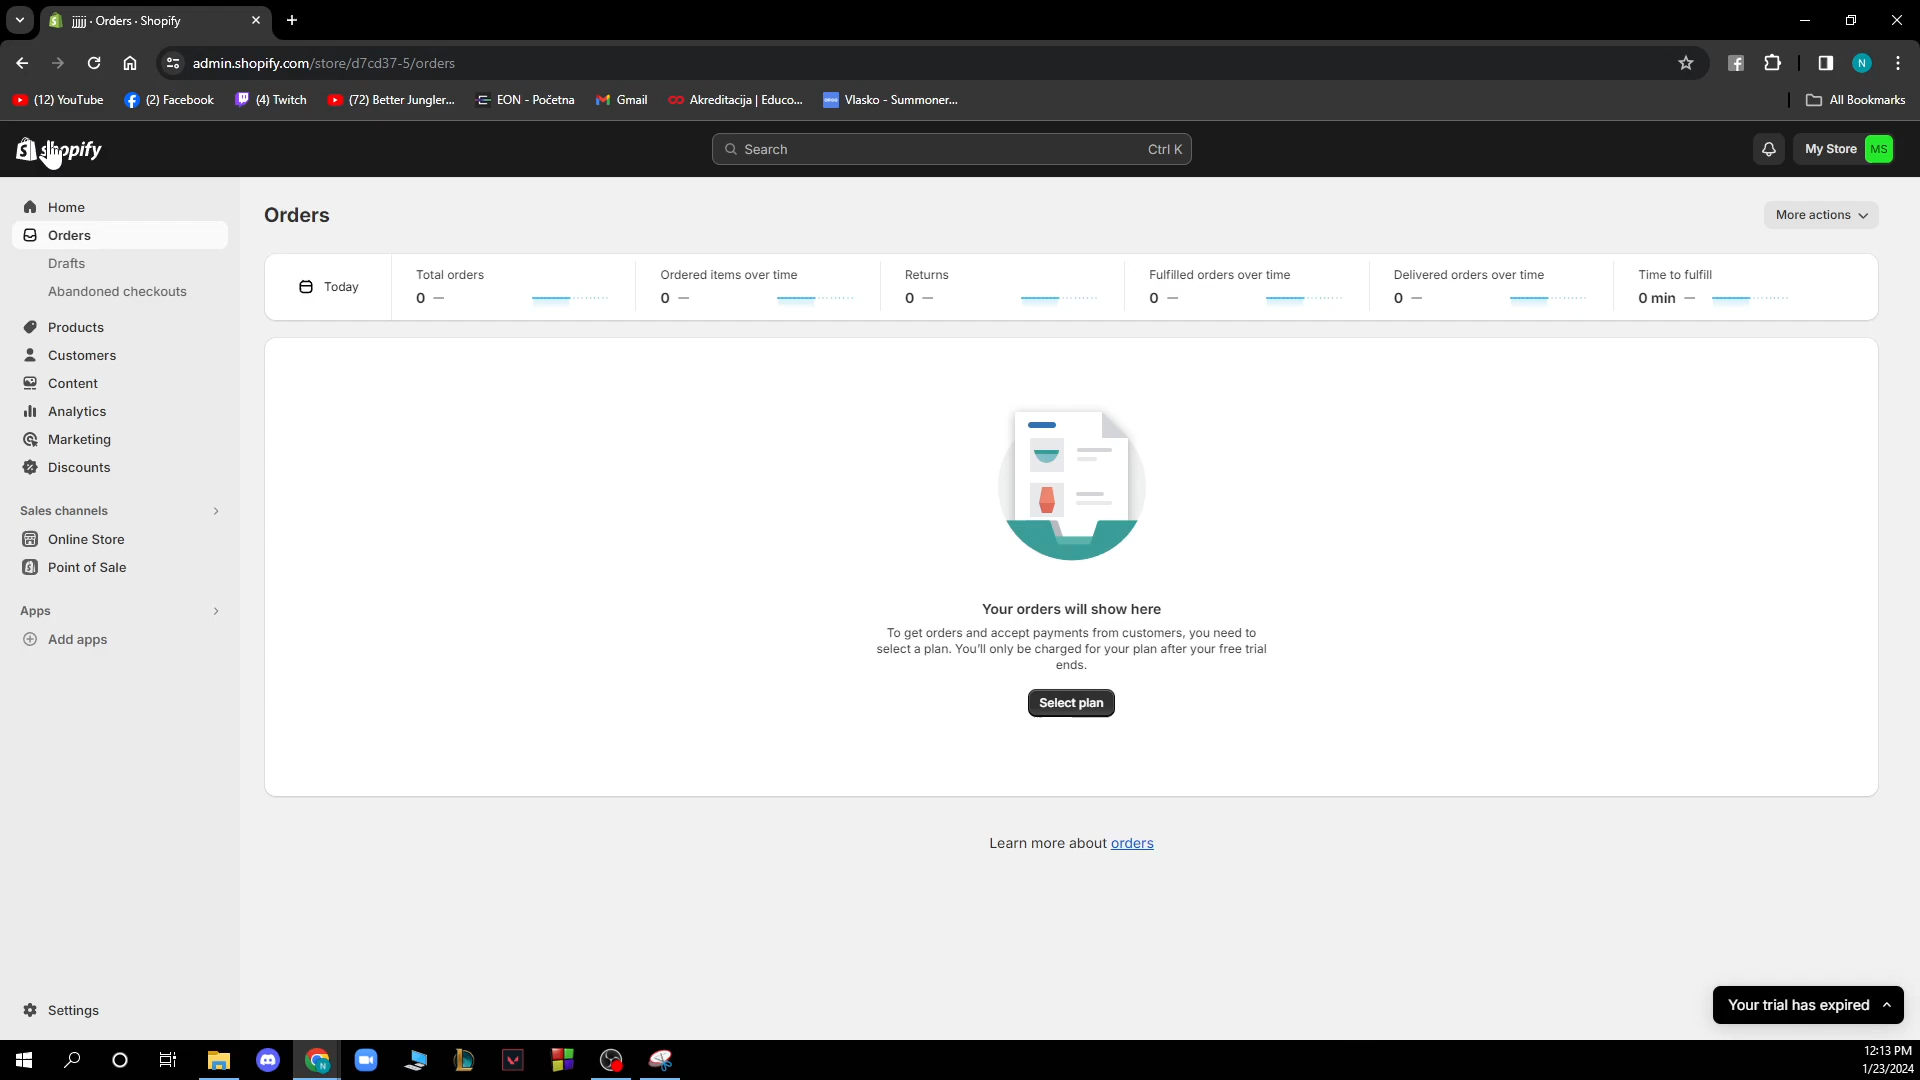 jjjjj · Orders · Shopify
admin.shopify.com/store/d7cd37-5/orders
(12) YouTube
(2) Facebook
(4) Twitch
(72) Better Jungler...
EON - Početna
Gmail
Akreditacija | Educo...
Vlasko - Summoner...
All Bookmarks
shopify
Search
Ctrl K
My Store
MS
Home
Orders
Drafts
Abandoned checkouts
Products
Customers
Content
Analytics
Marketing
Discounts
Sales channels
Online Store
Point of Sale
Apps
Add apps
Settings
Orders
More actions
Today
Total orders
0 —
Ordered items over time
0 —
Returns
0 —
Fulfilled orders over time
0 —
Delivered orders over time
0 —
Time to fulfill
0 min —
Your orders will show here
To get orders and accept payments from customers, you need to
select a plan. You'll only be charged for your plan after your free trial
ends.
Select plan
Learn more about orders
Your trial has expired
12:13 PM
1/23/2024